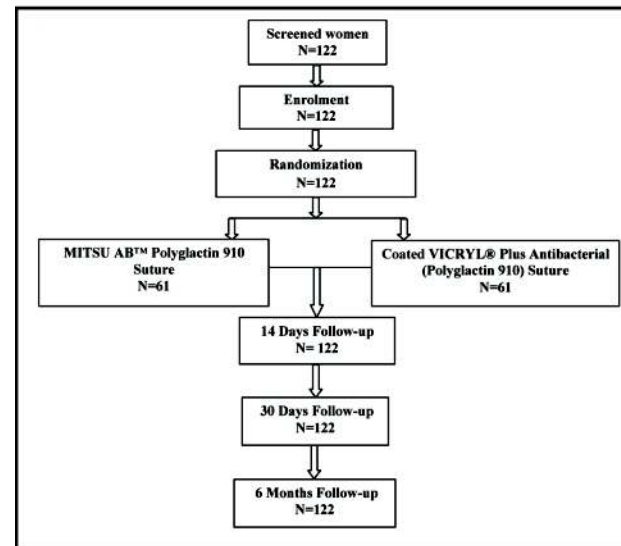 Screened women
N=122
Enrolment
N=122
Randomization
N=122
MITSU AB™ Polyglactin 910
Suture
N=61
Coated VICRYL® Plus Antibacterial
(Polyglactin 910) Suture
N=61
14 Days Follow-up
N= 122
30 Days Follow-up
N=122
6 Months Follow-up
N=122